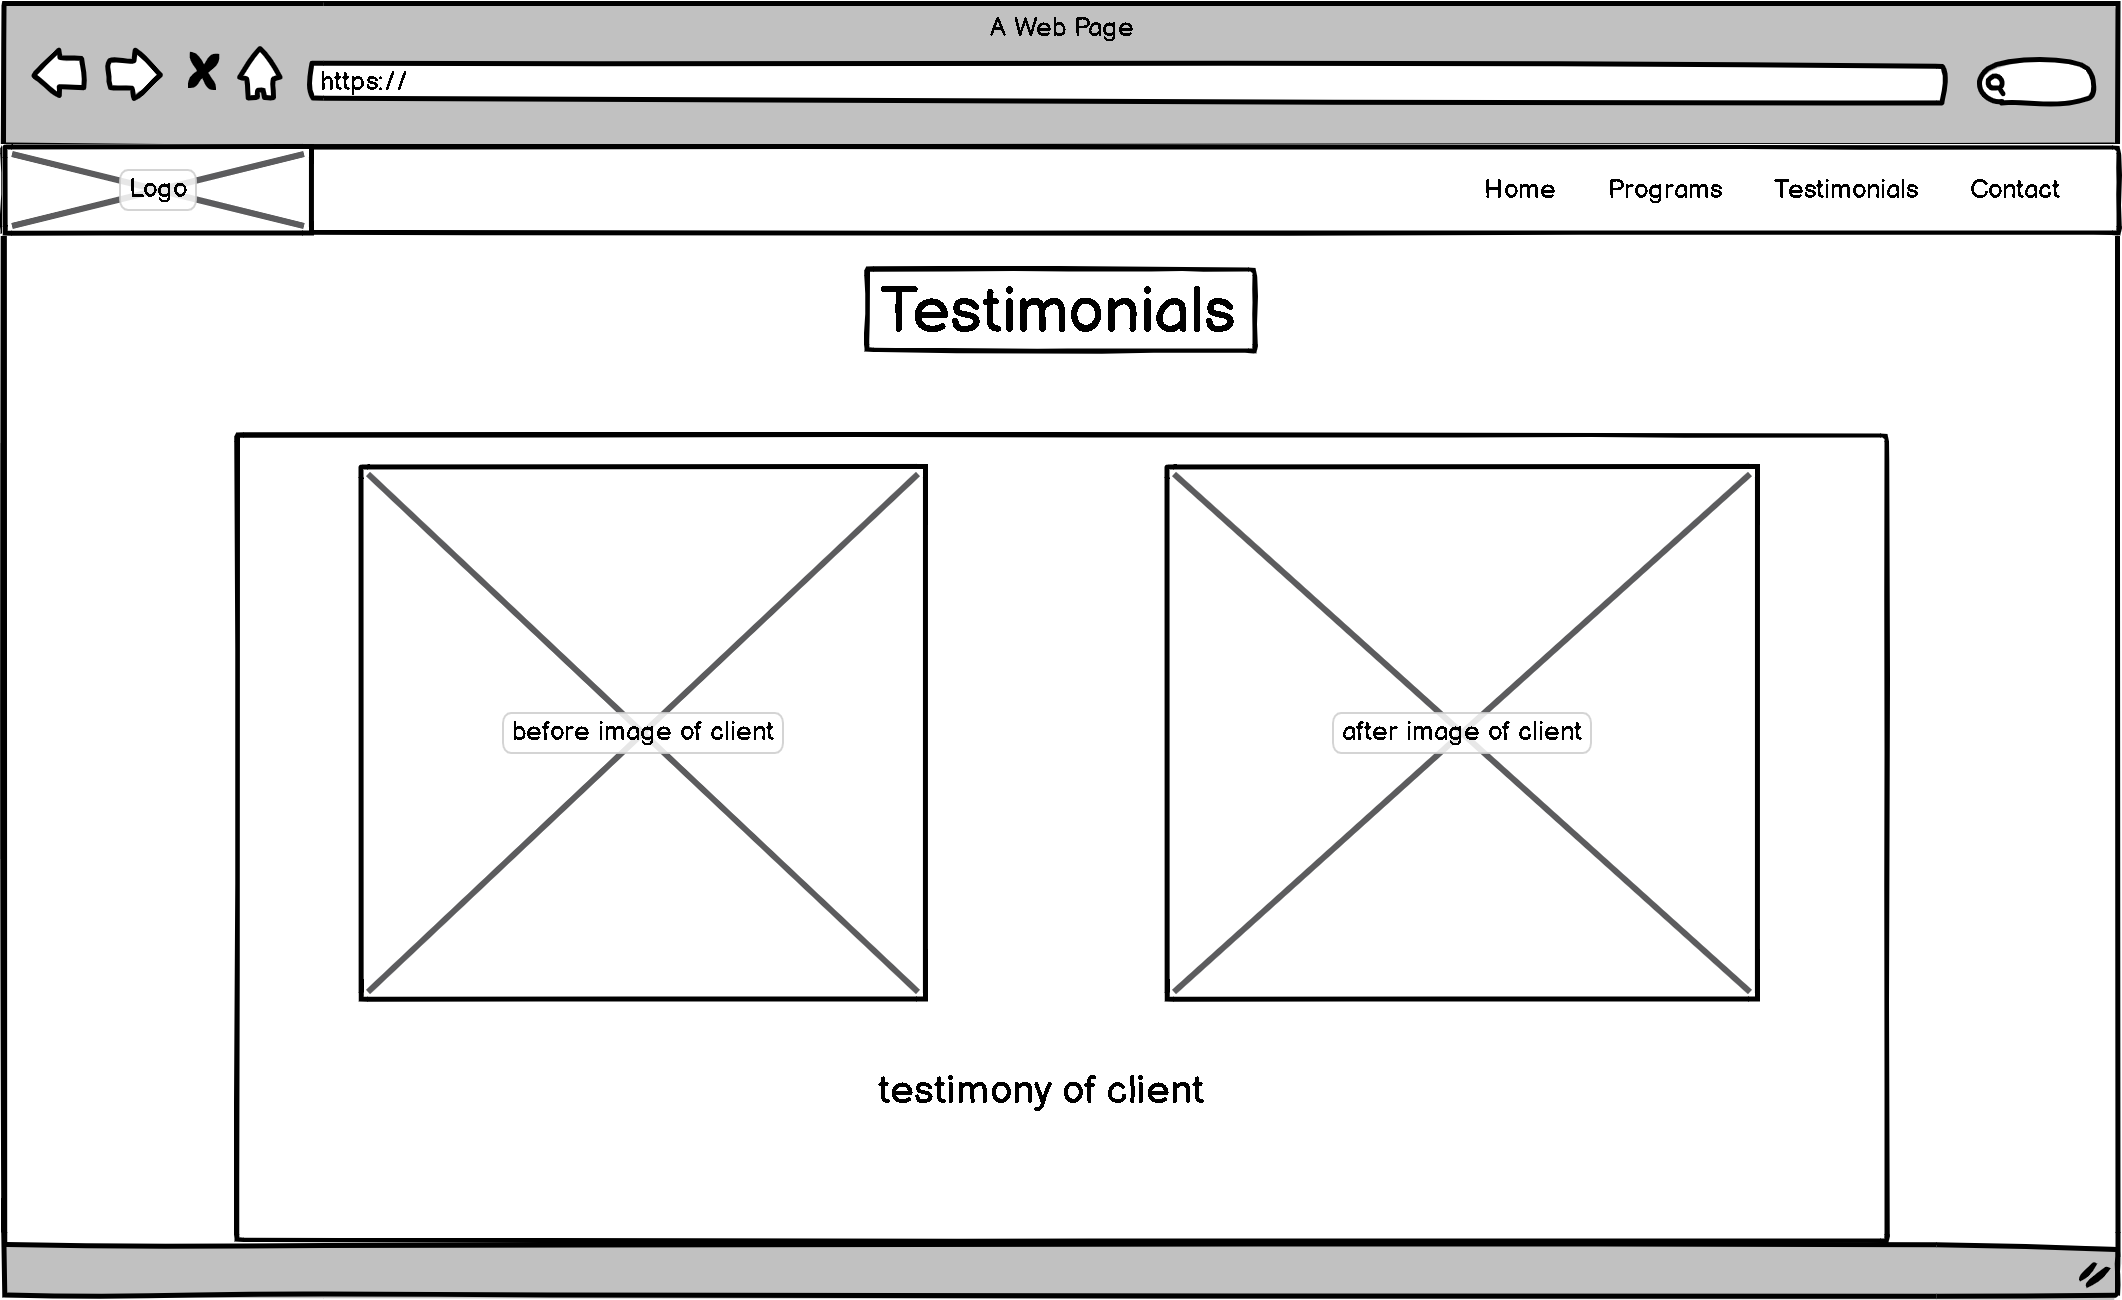 A Web Page
https://
Logo
Home Programs Testimonials Contact
Testimonials
before image of client
after image of client
testimony of client